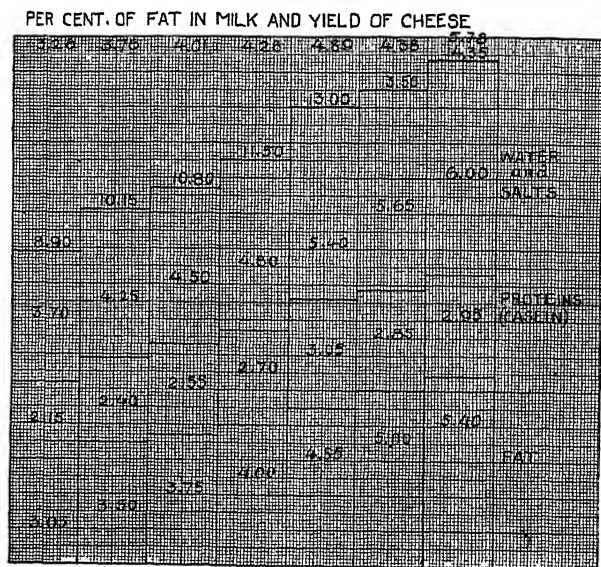 PER CENT. OF FAT IN MILK AND YIELD OF CHEESE
3.26 3.76 4.01 4.28 4.80 4.38 5.78
4.35
3.50
13.00
11.50
WATER
10.80 6.00 and
10.15 SALTS
5.65
8.90 5.40
4.80
4.50
4.25 PROTEINS
3.70 2.95 (CASEIN)
2.85
3.05
2.70
2.55
2.40
2.15 5.40
5.00
4.55 FAT
4.00
3.75
3.30
3.05